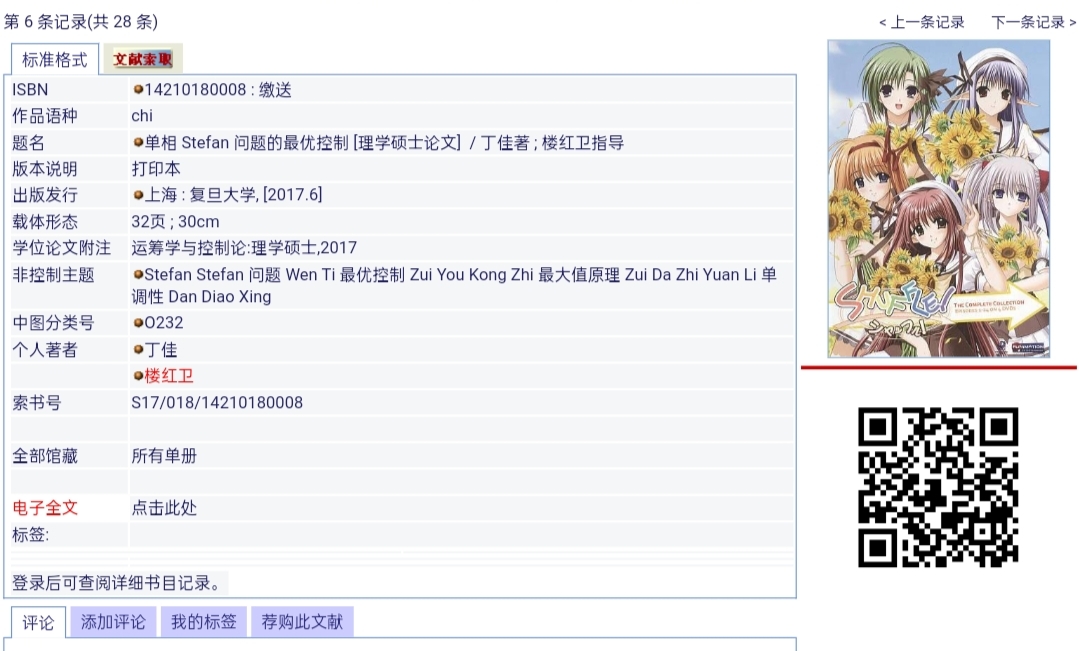 第 6 条记录(共 28 条)
< 上一条记录 下一条记录 >
标准格式 文献索取
ISBN 14210180008 : 缴送
作品语种 chi
题名 单相 Stefan 问题的最优控制 [理学硕士论文] / 丁佳著 ; 楼红卫指导
版本说明 打印本
出版发行 上海 : 复旦大学, [2017.6]
载体形态 32页 ; 30cm
学位论文附注 运筹学与控制论:理学硕士,2017
非控制主题 Stefan Stefan 问题 Wen Ti 最优控制 Zui You Kong Zhi 最大值原理 Zui Da Zhi Yuan Li 单
调性 Dan Diao Xing
中图分类号 O232
个人著者 丁佳
楼红卫
索书号 S17/018/14210180008
全部馆藏 所有单册
电子全文 点击此处
标签:
登录后可查阅详细书目记录。
评论 添加评论 我的标签 荐购此文献
SHUFFLE!
THE COMPLETE COLLECTION
シャッフル!